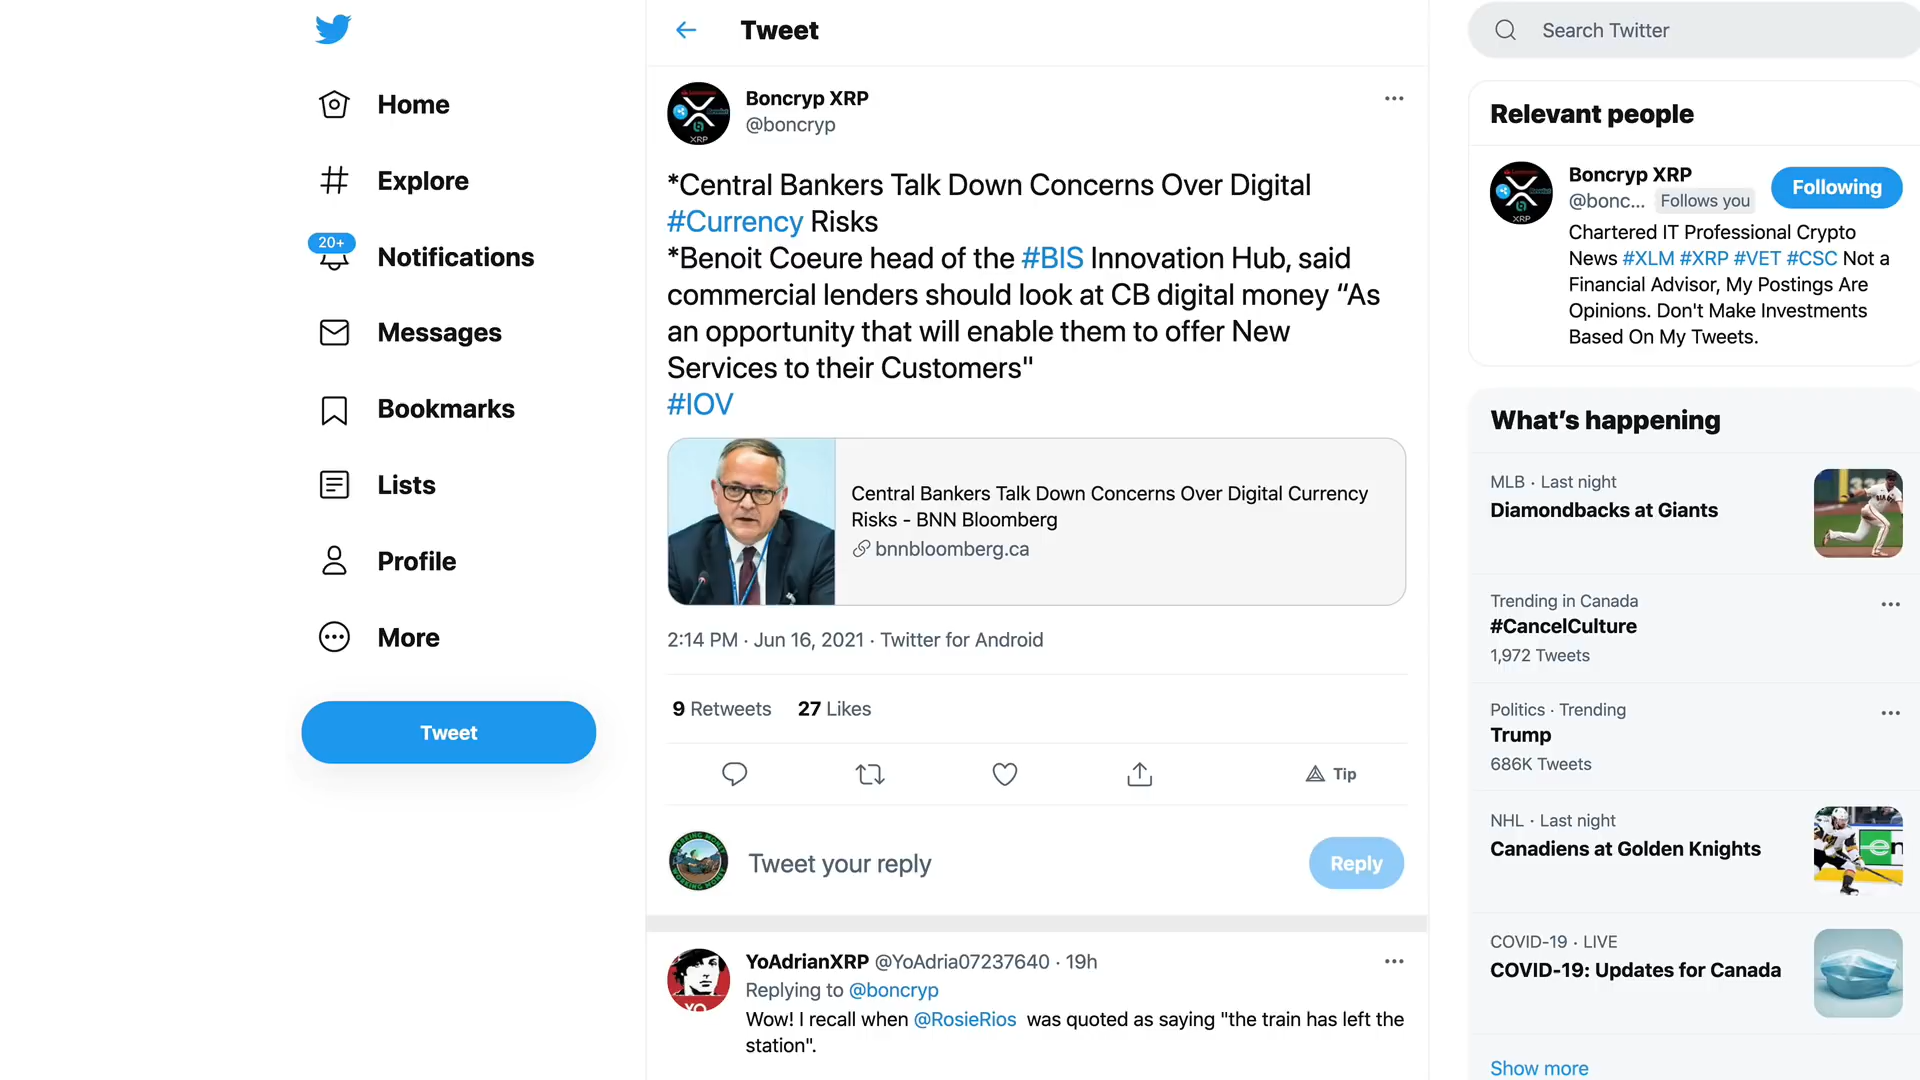 Home
Explore
20+
Notifications
Messages
Bookmarks
Lists
Profile
More
Tweet
Tweet
Boncryp XRP
@boncryp
*Central Bankers Talk Down Concerns Over Digital
#Currency Risks
*Benoit Coeure head of the #BIS Innovation Hub, said
commercial lenders should look at CB digital money “As
an opportunity that will enable them to offer New
Services to their Customers"
#IOV
Central Bankers Talk Down Concerns Over Digital Currency
Risks - BNN Bloomberg
bnnbloomberg.ca
2:14 PM · Jun 16, 2021 · Twitter for Android
9 Retweets 27 Likes
Tip
Tweet your reply
Reply
YoAdrianXRP @YoAdria07237640 · 19h
Replying to @boncryp
Wow! I recall when @RosieRios was quoted as saying "the train has left the
station".
Search Twitter
Relevant people
Boncryp XRP
@bonc... Follows you
Following
Chartered IT Professional Crypto
News #XLM #XRP #VET #CSC Not a
Financial Advisor, My Postings Are
Opinions. Don't Make Investments
Based On My Tweets.
What’s happening
MLB · Last night
Diamondbacks at Giants
Trending in Canada
#CancelCulture
1,972 Tweets
Politics · Trending
Trump
686K Tweets
NHL · Last night
Canadiens at Golden Knights
COVID-19 · LIVE
COVID-19: Updates for Canada
Show more